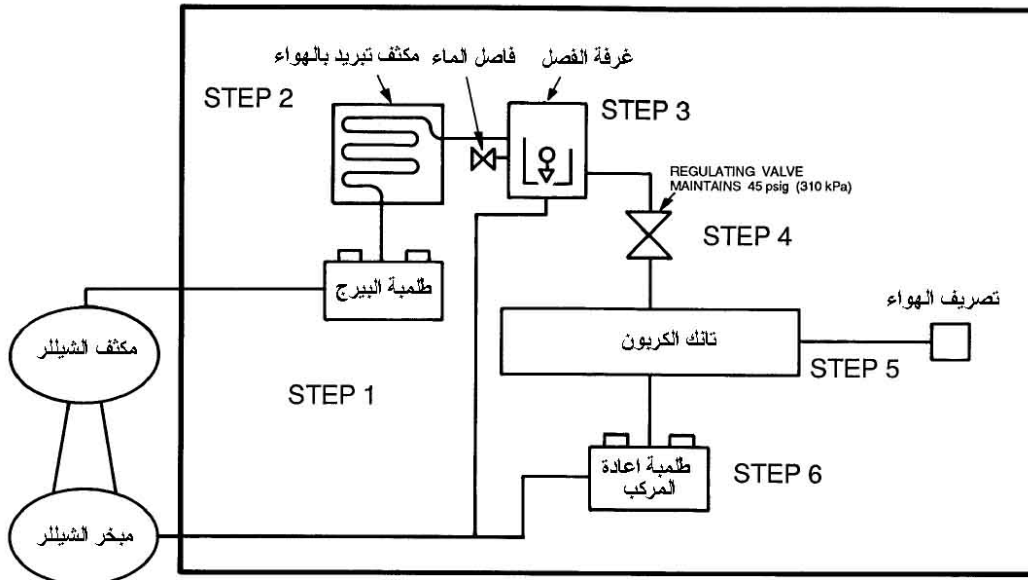 مكثف تبريد بالهواء
فاصل الماء
غرفة الفصل
STEP 2
STEP 3
REGULATING VALVE
MAINTAINS 45 psig (310 kPa)
STEP 4
طلمبة البيرج
تصريف الهواء
مكثف الشيللر
تانك الكربون
STEP 5
STEP 1
طلمبة اعادة
المركب
STEP 6
مبخر الشيللر